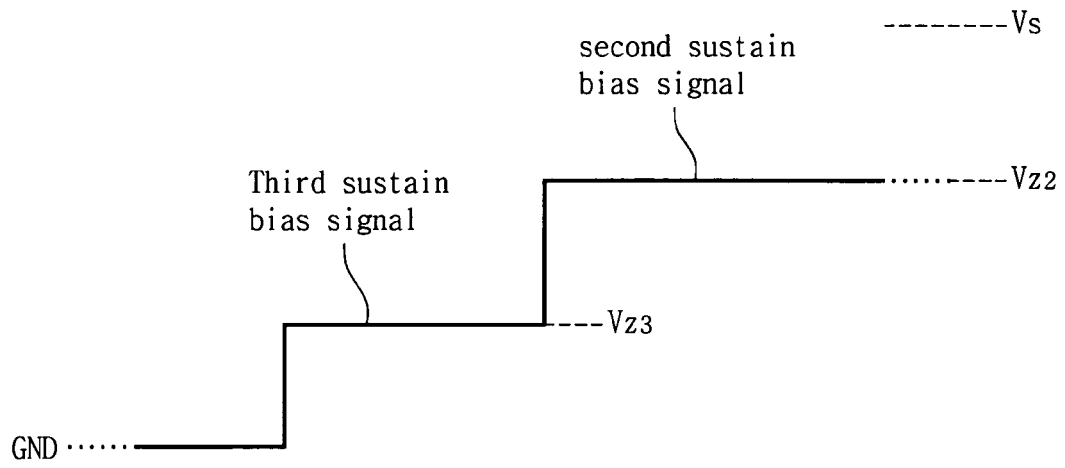 Vs
second sustain
bias signal
Third sustain
bias signal
Vz2
Vz3
GND